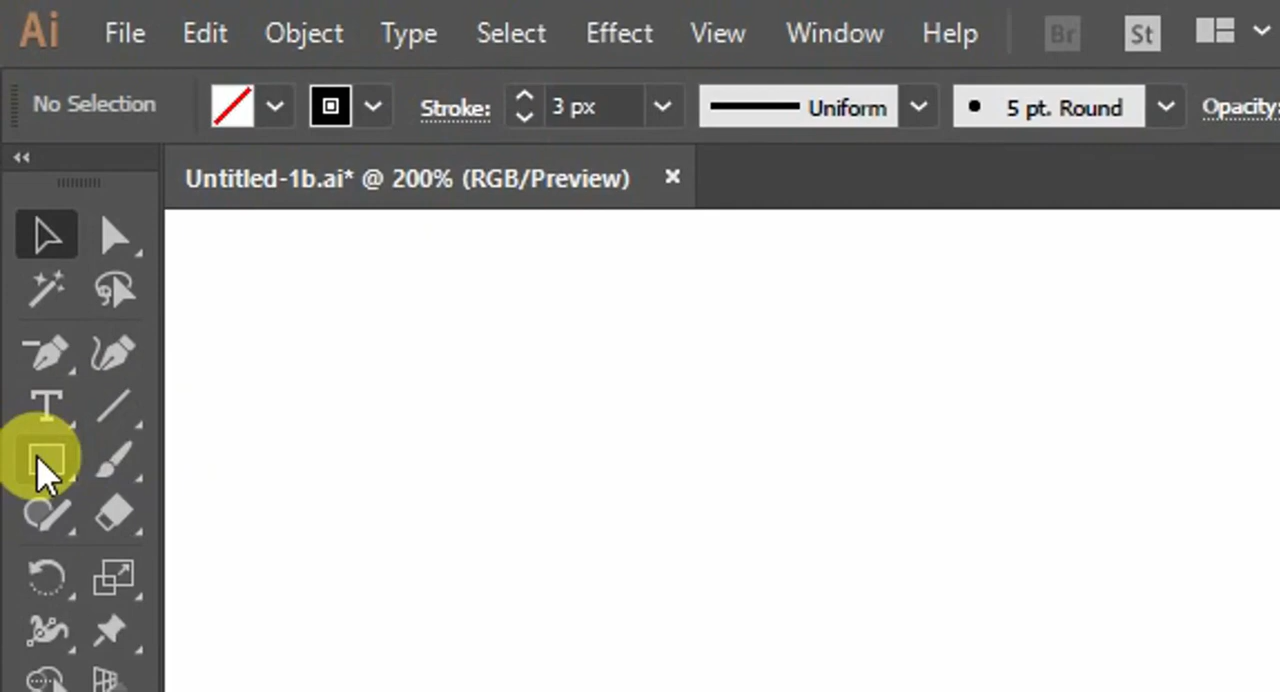 Ai File Edit Object Type Select Effect View Window Help Br St
No Selection Stroke: 3 px Uniform 5 pt. Round Opacity:
Untitled-1b.ai* @ 200% (RGB/Preview)
T